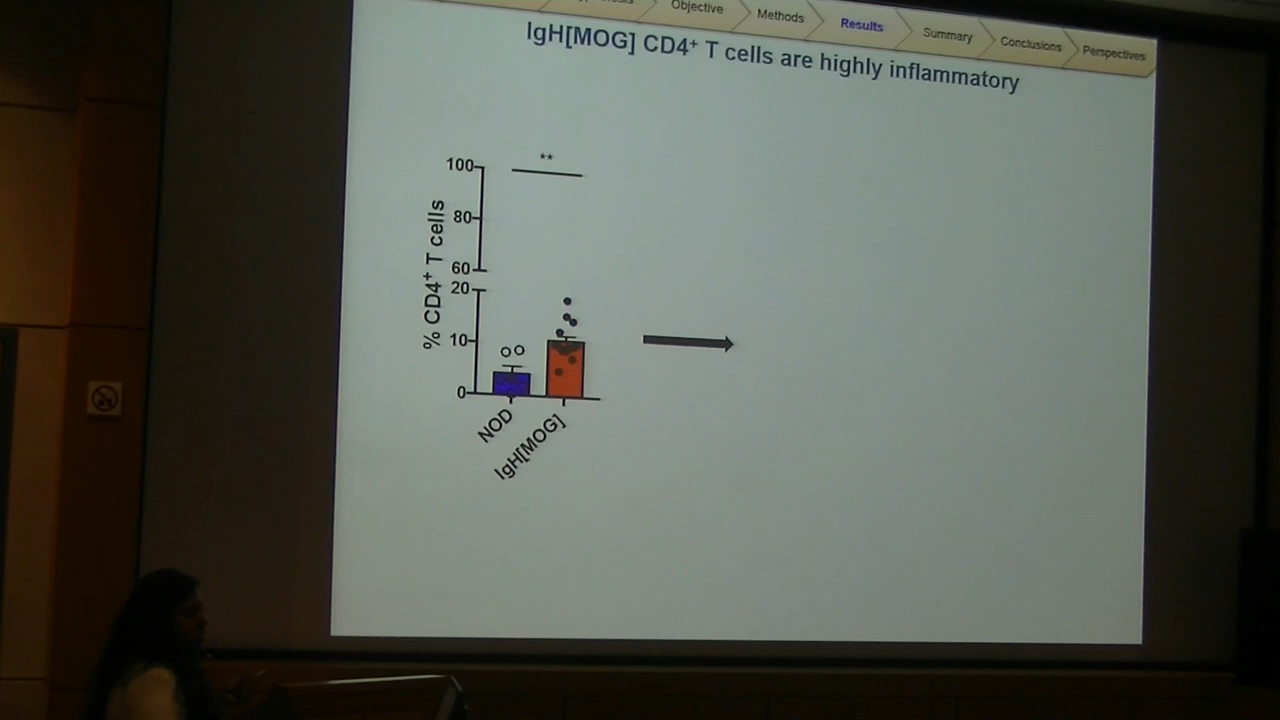 Objective
Methods
Results
Summary
Conclusions
Perspectives
IgH[MOG] CD4⁺ T cells are highly inflammatory
**
100
80
60
20
10
0
% CD4⁺ T cells
NOD
IgH[MOG]